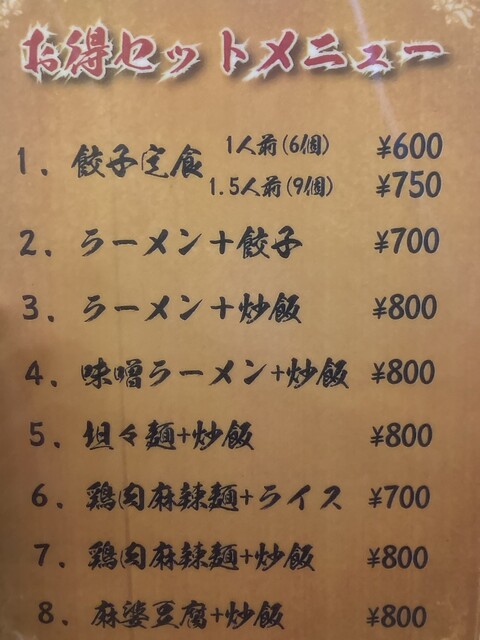 お得セットメニュー
1. 餃子定食 1人前(6個) ¥600
1.5人前(9個) ¥750
2. ラーメン+餃子 ¥700
3. ラーメン+炒飯 ¥800
4. 味噌ラーメン+炒飯 ¥800
5. 坦々麺+炒飯 ¥800
6. 鶏肉麻辣麺+ライス ¥700
7. 鶏肉麻辣麺+炒飯 ¥800
8. 麻婆豆腐+炒飯 ¥800